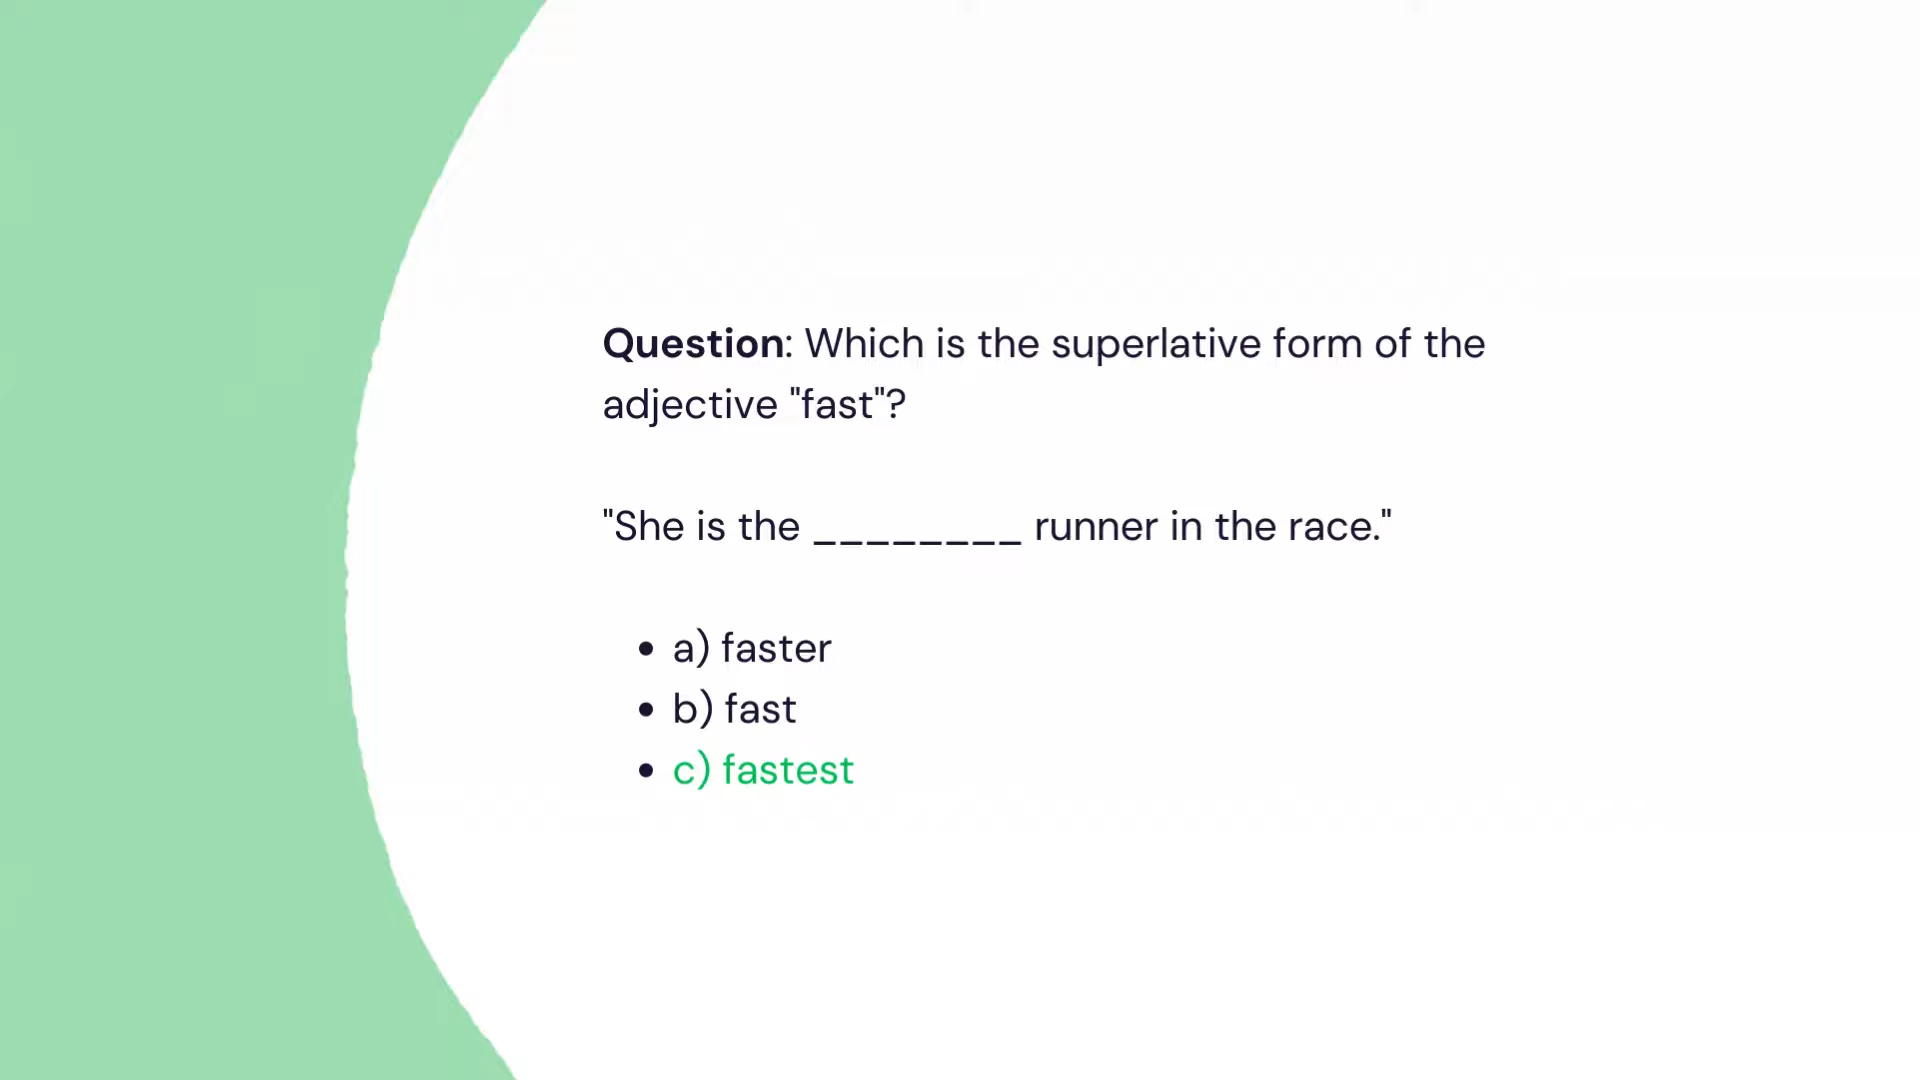 Question: Which is the superlative form of the
adjective "fast"?
"She is the ________ runner in the race."
• a) faster
• b) fast
• c) fastest